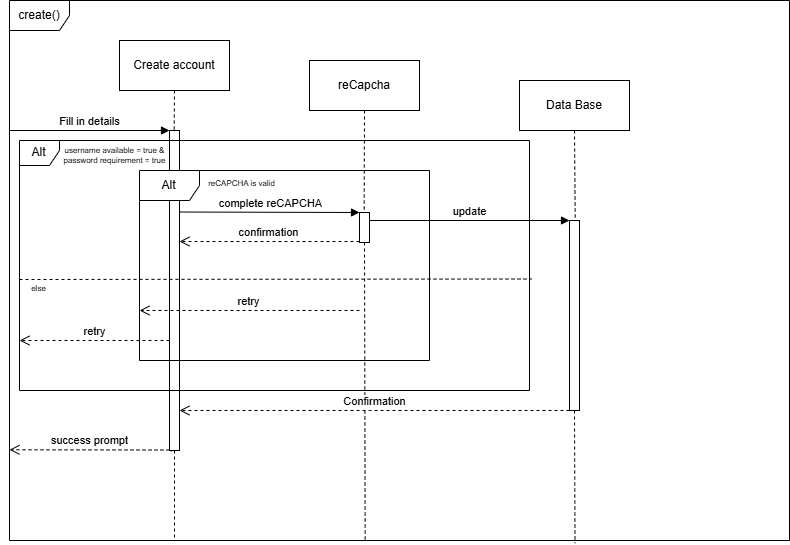 create()
Create account
reCapcha
Data Base
Fill in details
Alt
username available = true &
password requirement = true
Alt
reCAPCHA is valid
complete reCAPCHA
update
confirmation
else
retry
retry
Confirmation
success prompt